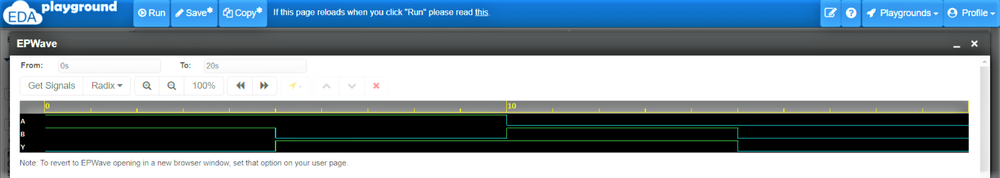 EDA playground Run Save* Copy* If this page reloads when you click "Run" please read this. Playgrounds Profile
EPWave
From: 0s To: 20s
Get Signals Radix 100%
0 10
A
B
Y
Note: To revert to EPWave opening in a new browser window, set that option on your user page.